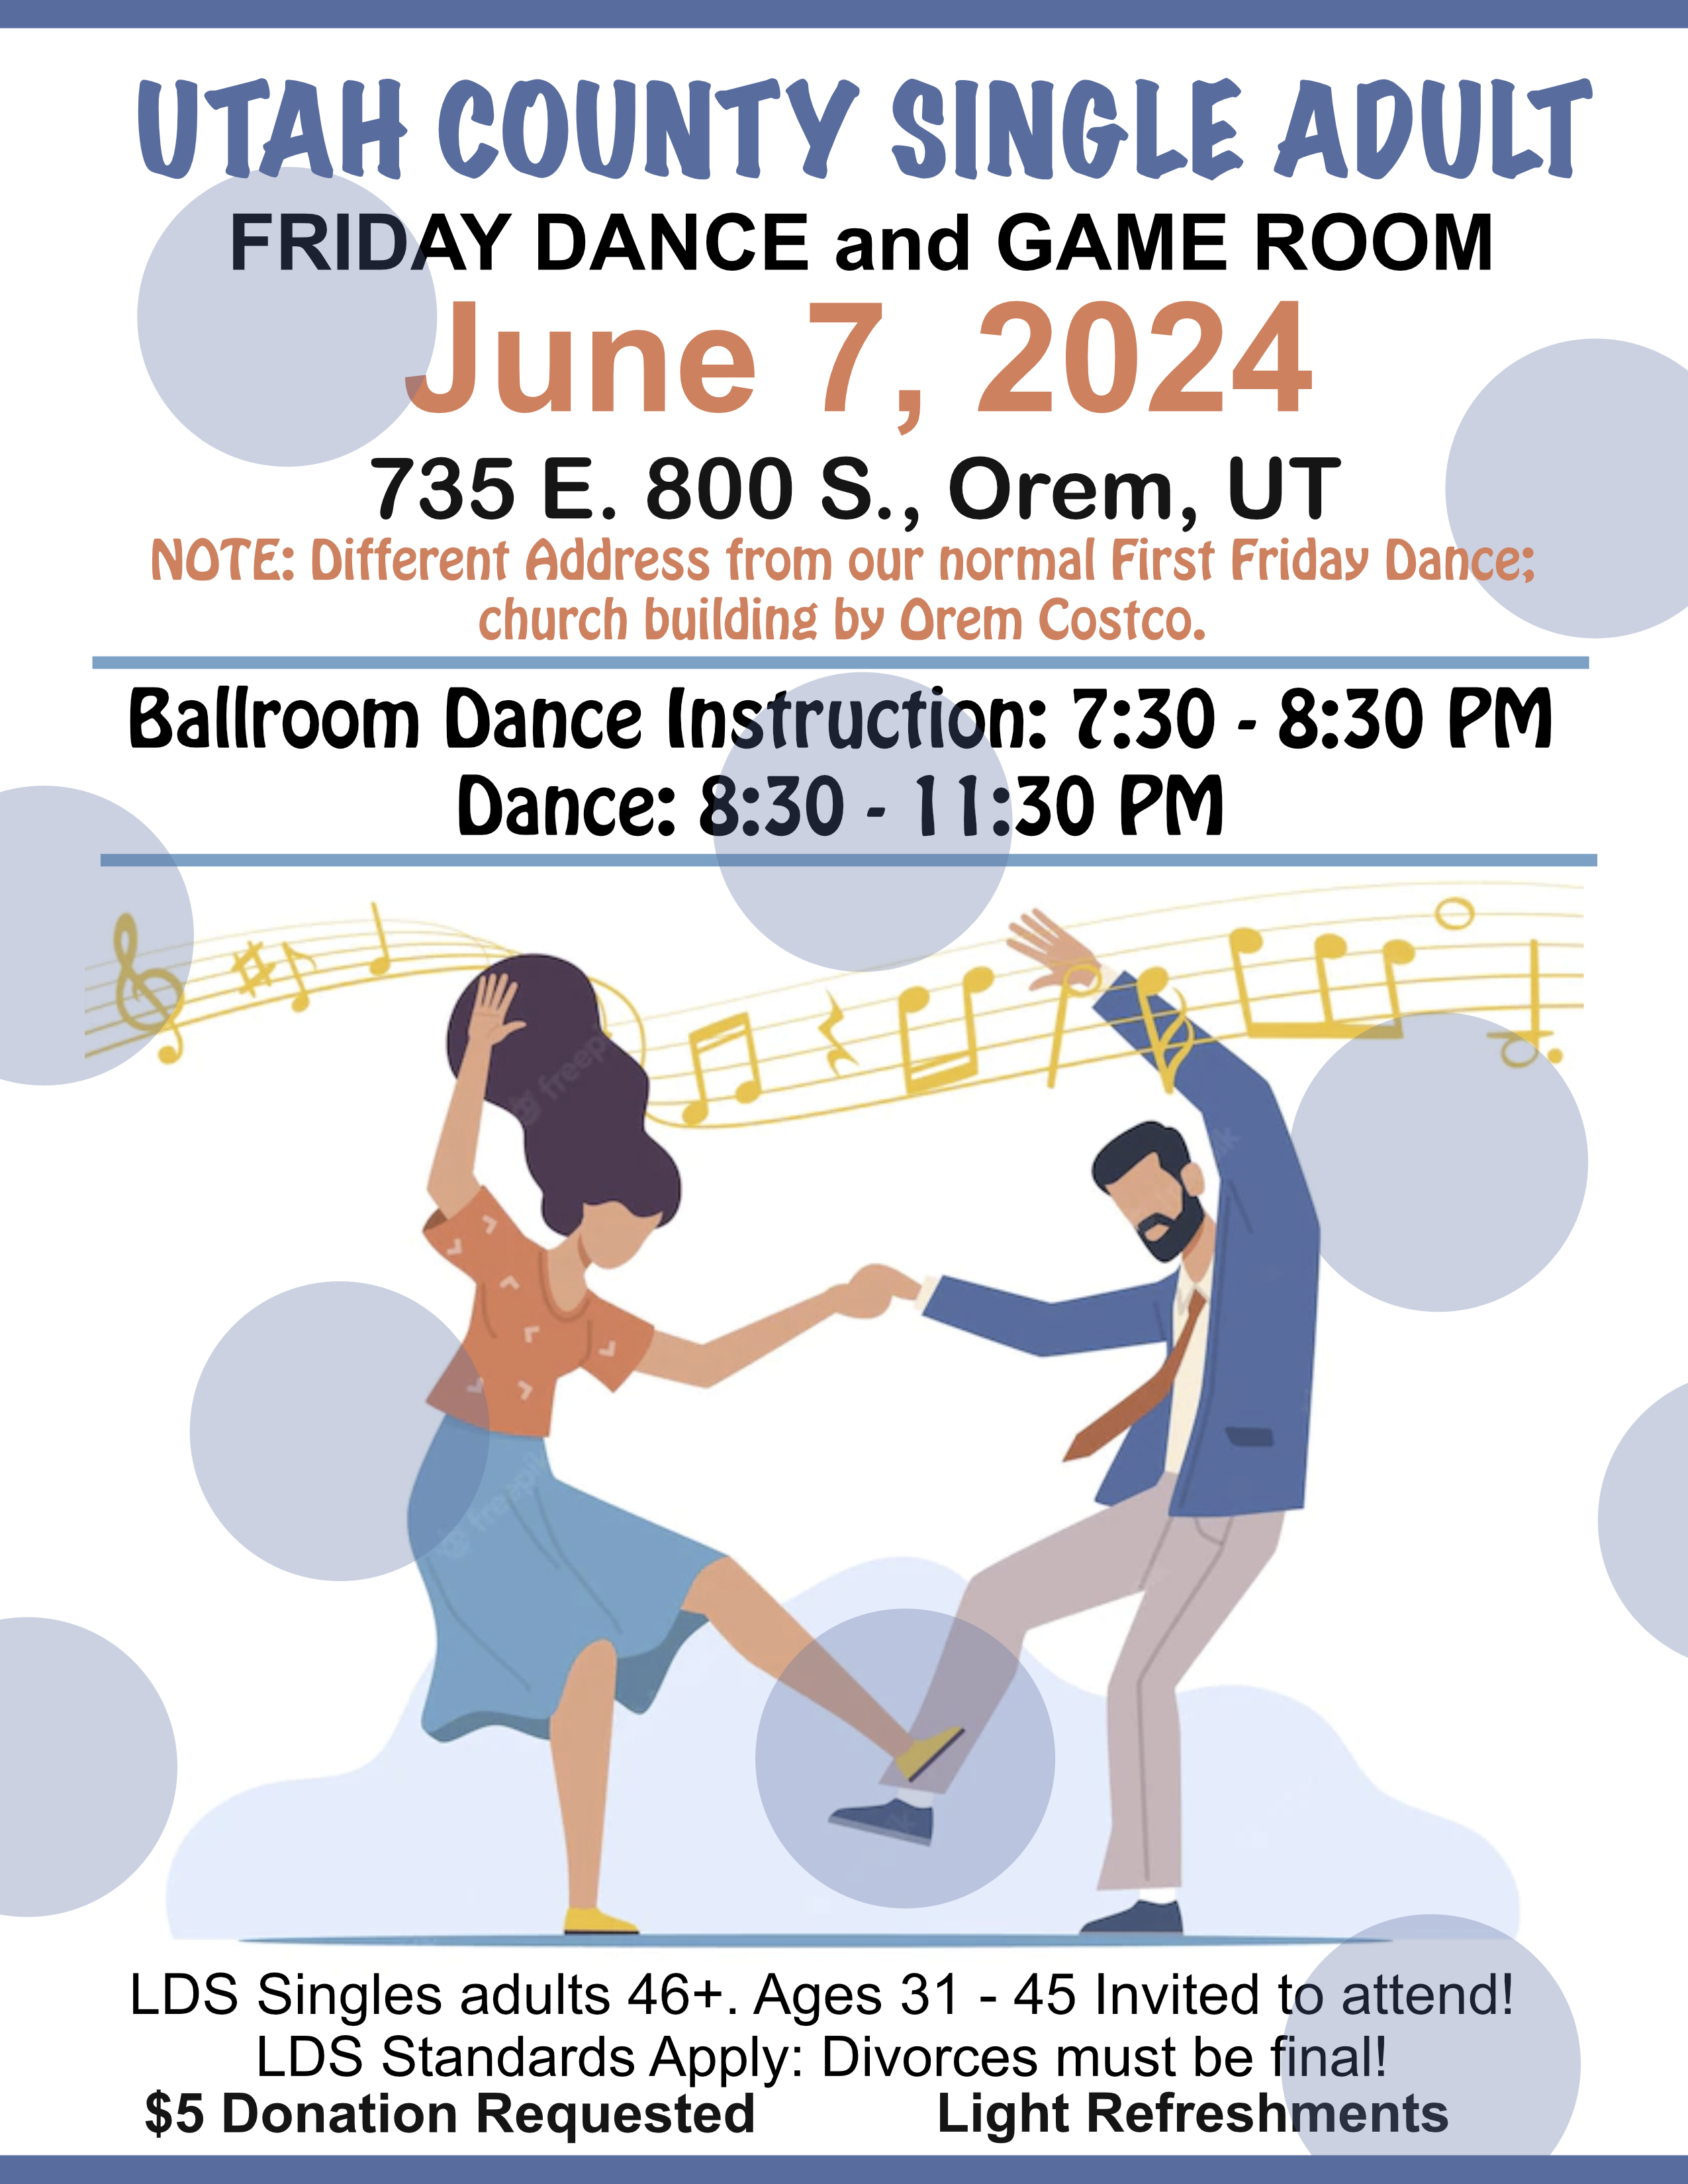 UTAH COUNTY SINGLE ADULT
FRIDAY DANCE and GAME ROOM
June 7, 2024
735 E. 800 S., Orem, UT
NOTE: Different Address from our normal First Friday Dance;
church building by Orem Costco.
Ballroom Dance Instruction: 7:30 - 8:30 PM
Dance: 8:30 - 11:30 PM
freepik
LDS Singles adults 46+. Ages 31 - 45 Invited to attend!
LDS Standards Apply: Divorces must be final!
$5 Donation Requested Light Refreshments